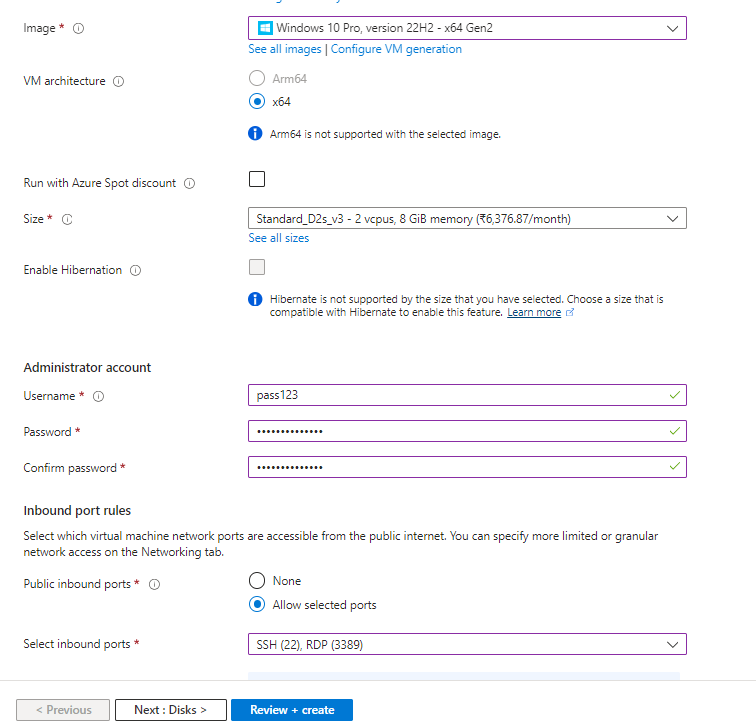 Image *
Windows 10 Pro, version 22H2 - x64 Gen2
See all images | Configure VM generation
VM architecture
Arm64
x64
Arm64 is not supported with the selected image.
Run with Azure Spot discount
Size *
Standard_D2s_v3 - 2 vcpus, 8 GiB memory (₹6,376.87/month)
See all sizes
Enable Hibernation
Hibernate is not supported by the size that you have selected. Choose a size that is
compatible with Hibernate to enable this feature. Learn more
Administrator account
Username *
pass123
Password *
••••••••••••••
Confirm password *
••••••••••••••
Inbound port rules
Select which virtual machine network ports are accessible from the public internet. You can specify more limited or granular
network access on the Networking tab.
Public inbound ports *
None
Allow selected ports
Select inbound ports *
SSH (22), RDP (3389)
< Previous
Next : Disks >
Review + create